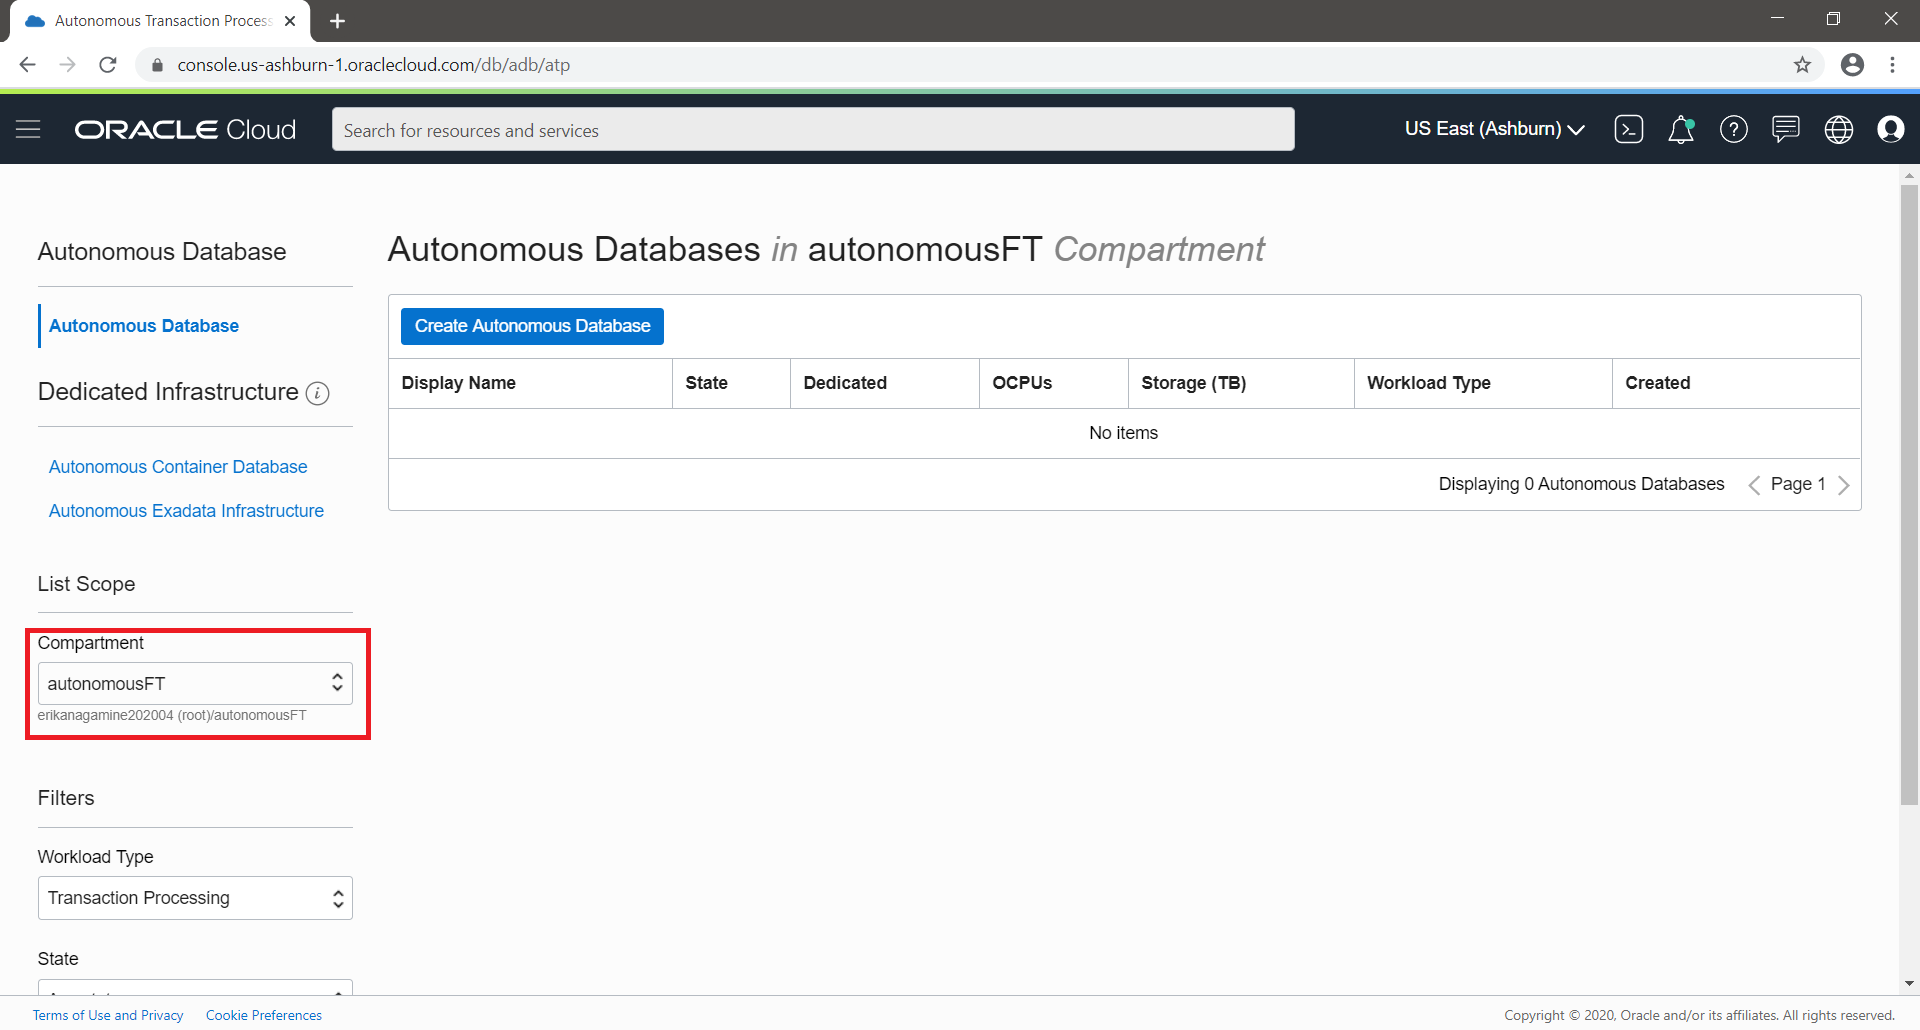 Autonomous Transaction Process
console.us-ashburn-1.oraclecloud.com/db/adb/atp
ORACLE Cloud
Search for resources and services
US East (Ashburn)
Autonomous Database
Autonomous Database
Dedicated Infrastructure
Autonomous Container Database
Autonomous Exadata Infrastructure
List Scope
Compartment
autonomousFT
erikanagamine202004 (root)/autonomousFT
Filters
Workload Type
Transaction Processing
State
Autonomous Databases in autonomousFT Compartment
Create Autonomous Database
Display Name State Dedicated OCPUs Storage (TB) Workload Type Created
No items
Displaying 0 Autonomous Databases Page 1
Terms of Use and Privacy Cookie Preferences
Copyright © 2020, Oracle and/or its affiliates. All rights reserved.